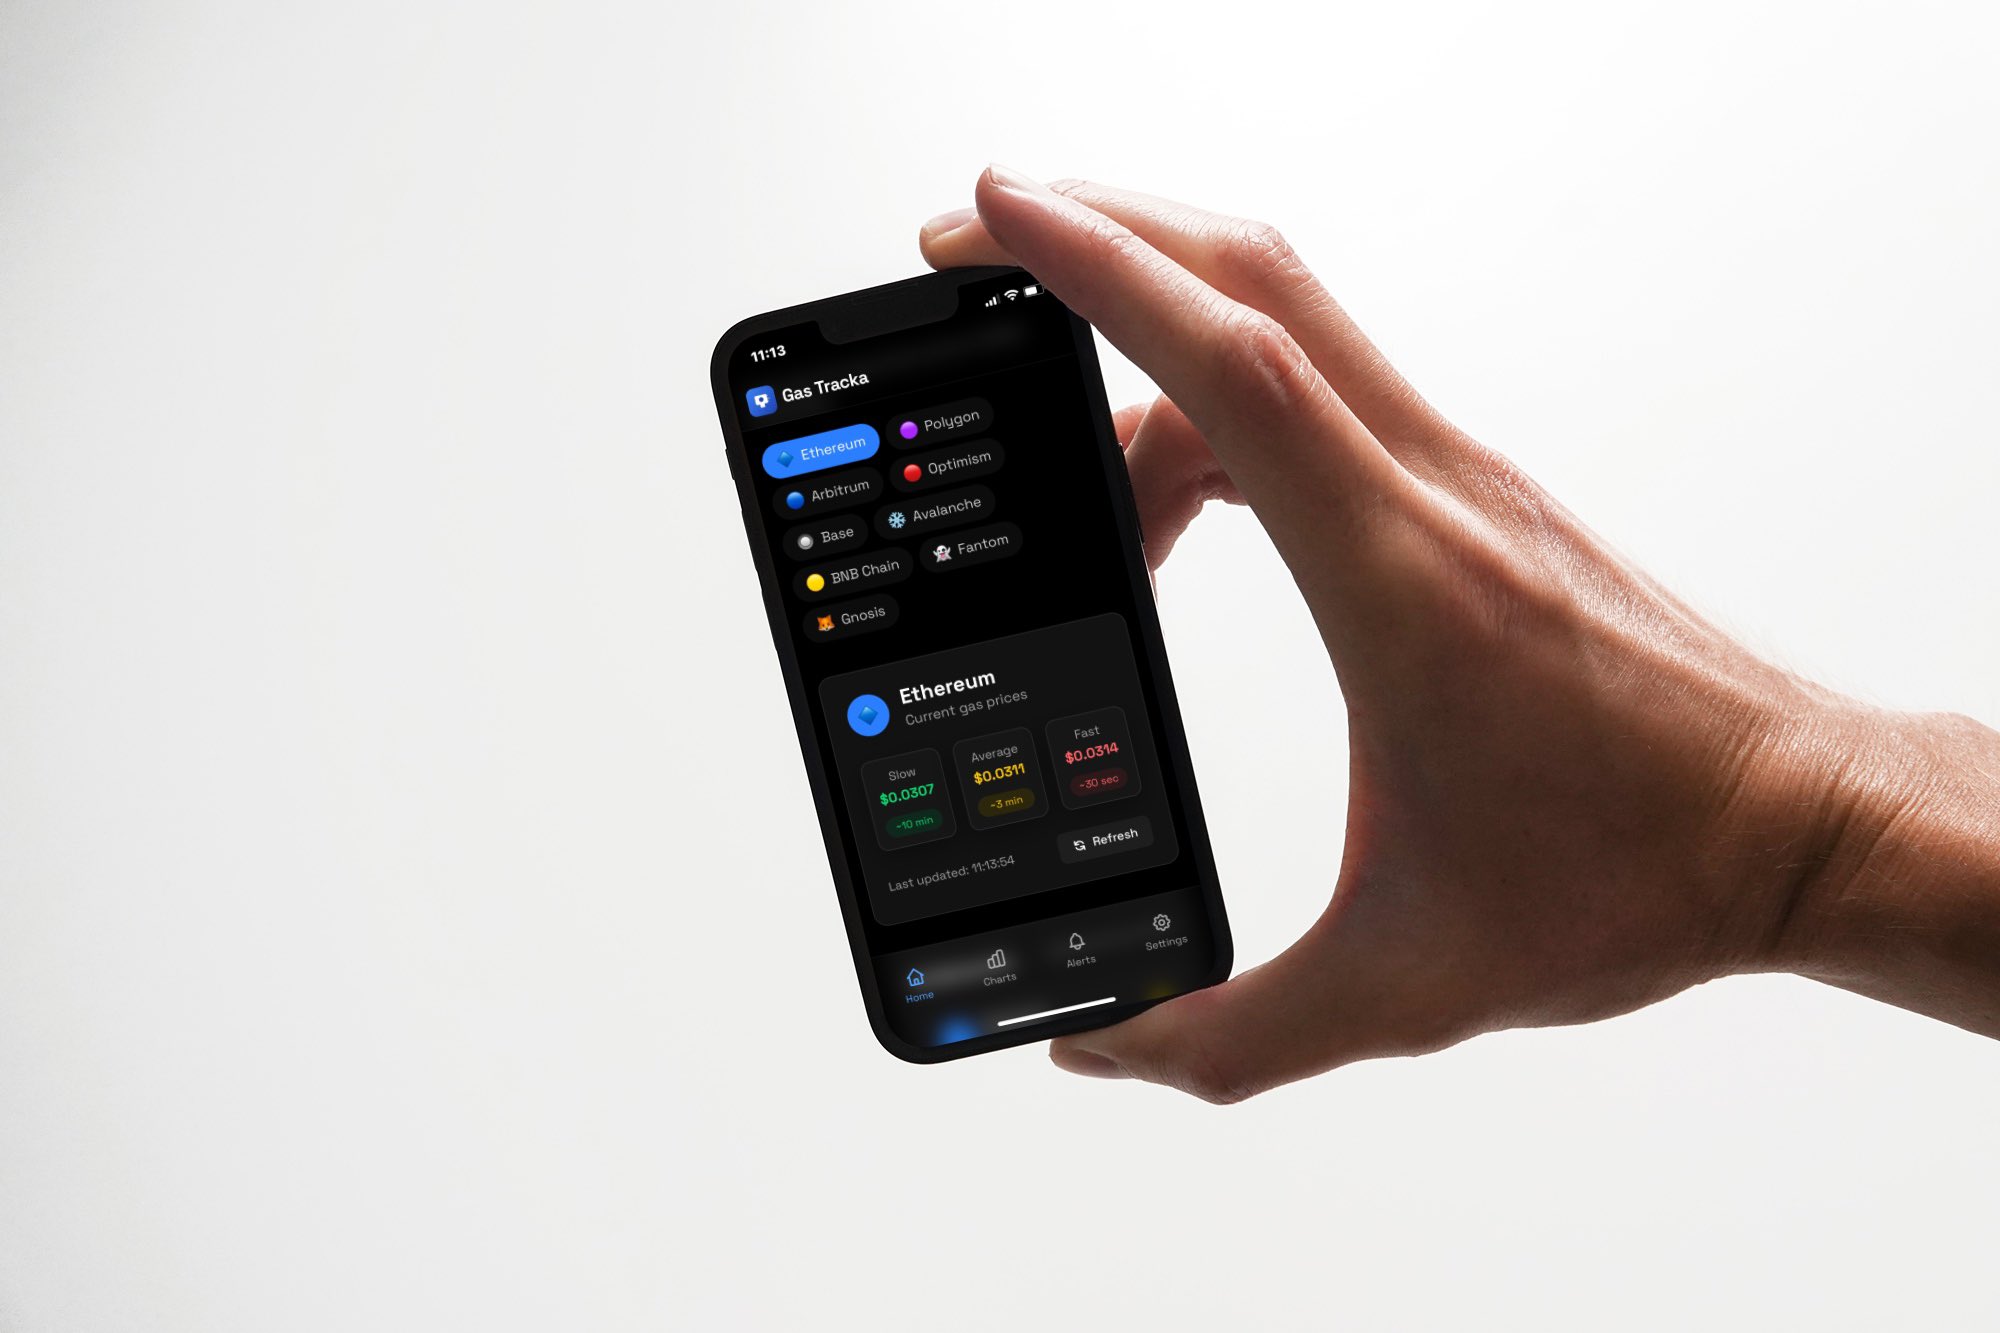 11:13
Gas Tracka
Ethereum
Polygon
Arbitrum
Optimism
Base
Avalanche
BNB Chain
Fantom
Gnosis
Ethereum
Current gas prices
Slow
$0.0307
~10 min
Average
$0.0311
~3 min
Fast
$0.0314
~30 sec
Last updated: 11:13:54
Refresh
Home
Charts
Alerts
Settings